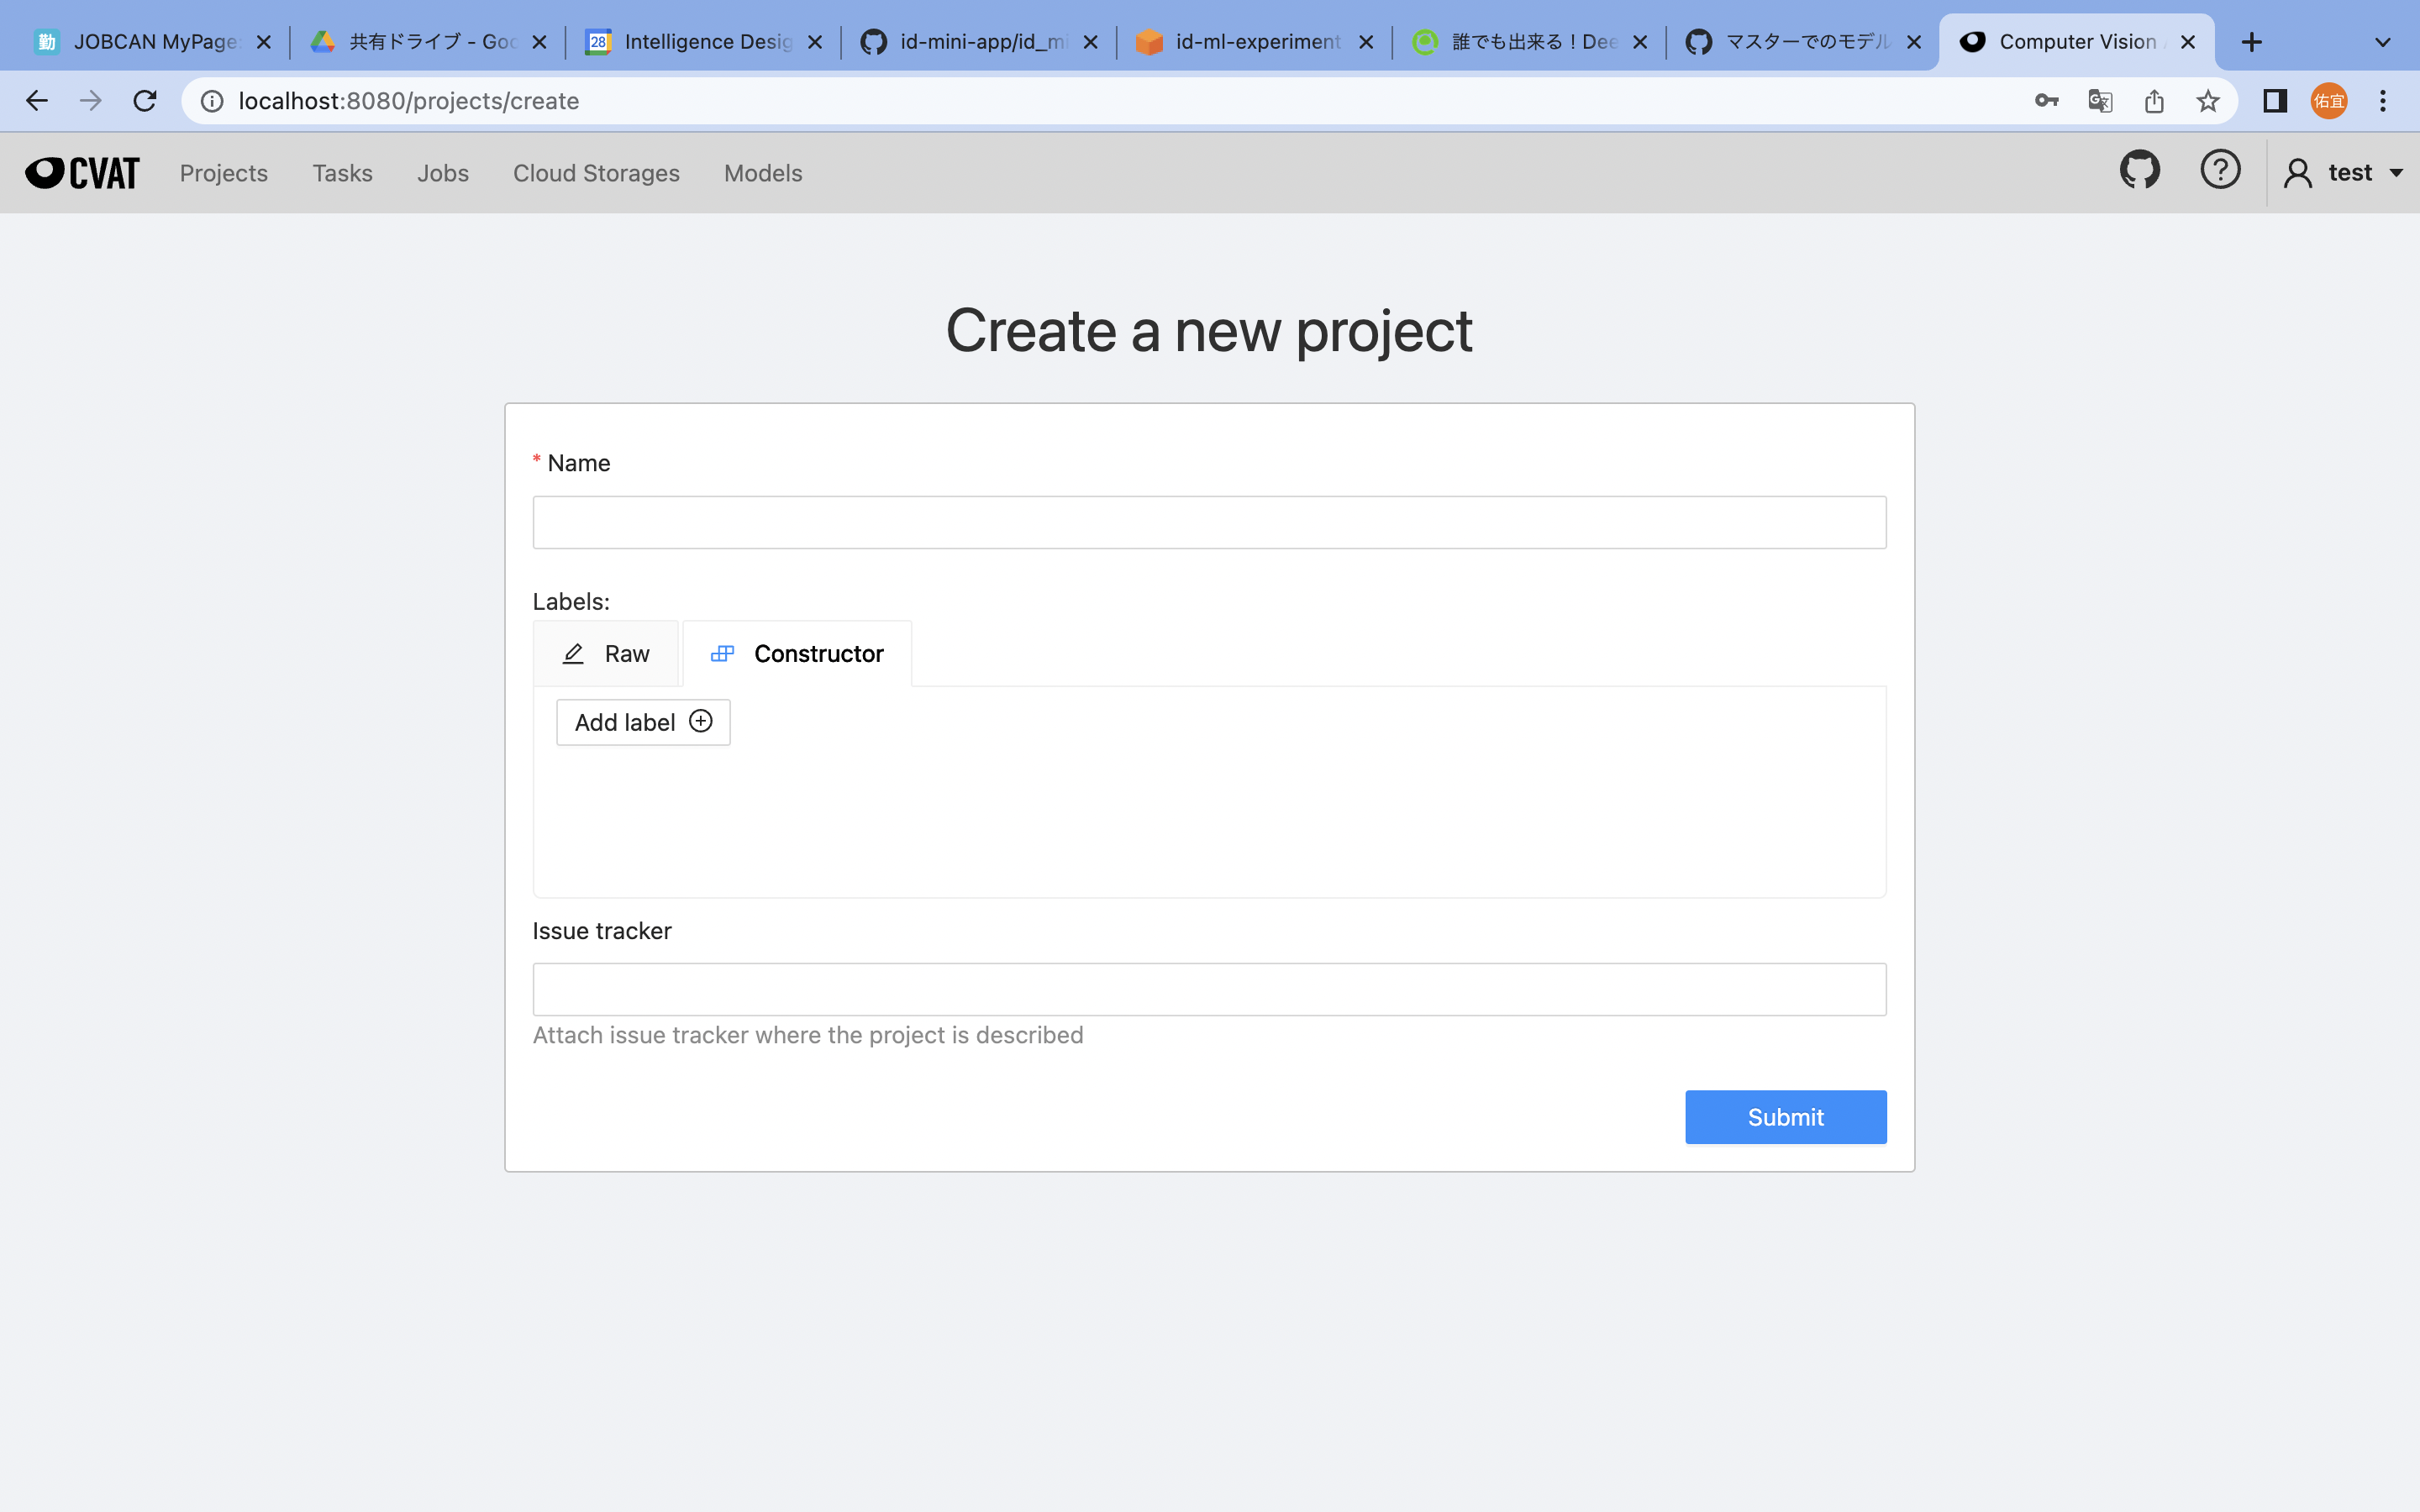 勤 JOBCAN MyPage 共有ドライブ - Goo 28 Intelligence Desig id-mini-app/id_mi id-ml-experiment 誰でも出来る！Dee マスターでのモデル Computer Vision
localhost:8080/projects/create 佑宜
CVAT Projects Tasks Jobs Cloud Storages Models test
Create a new project
* Name
Labels:
Raw Constructor
Add label
Issue tracker
Attach issue tracker where the project is described
Submit